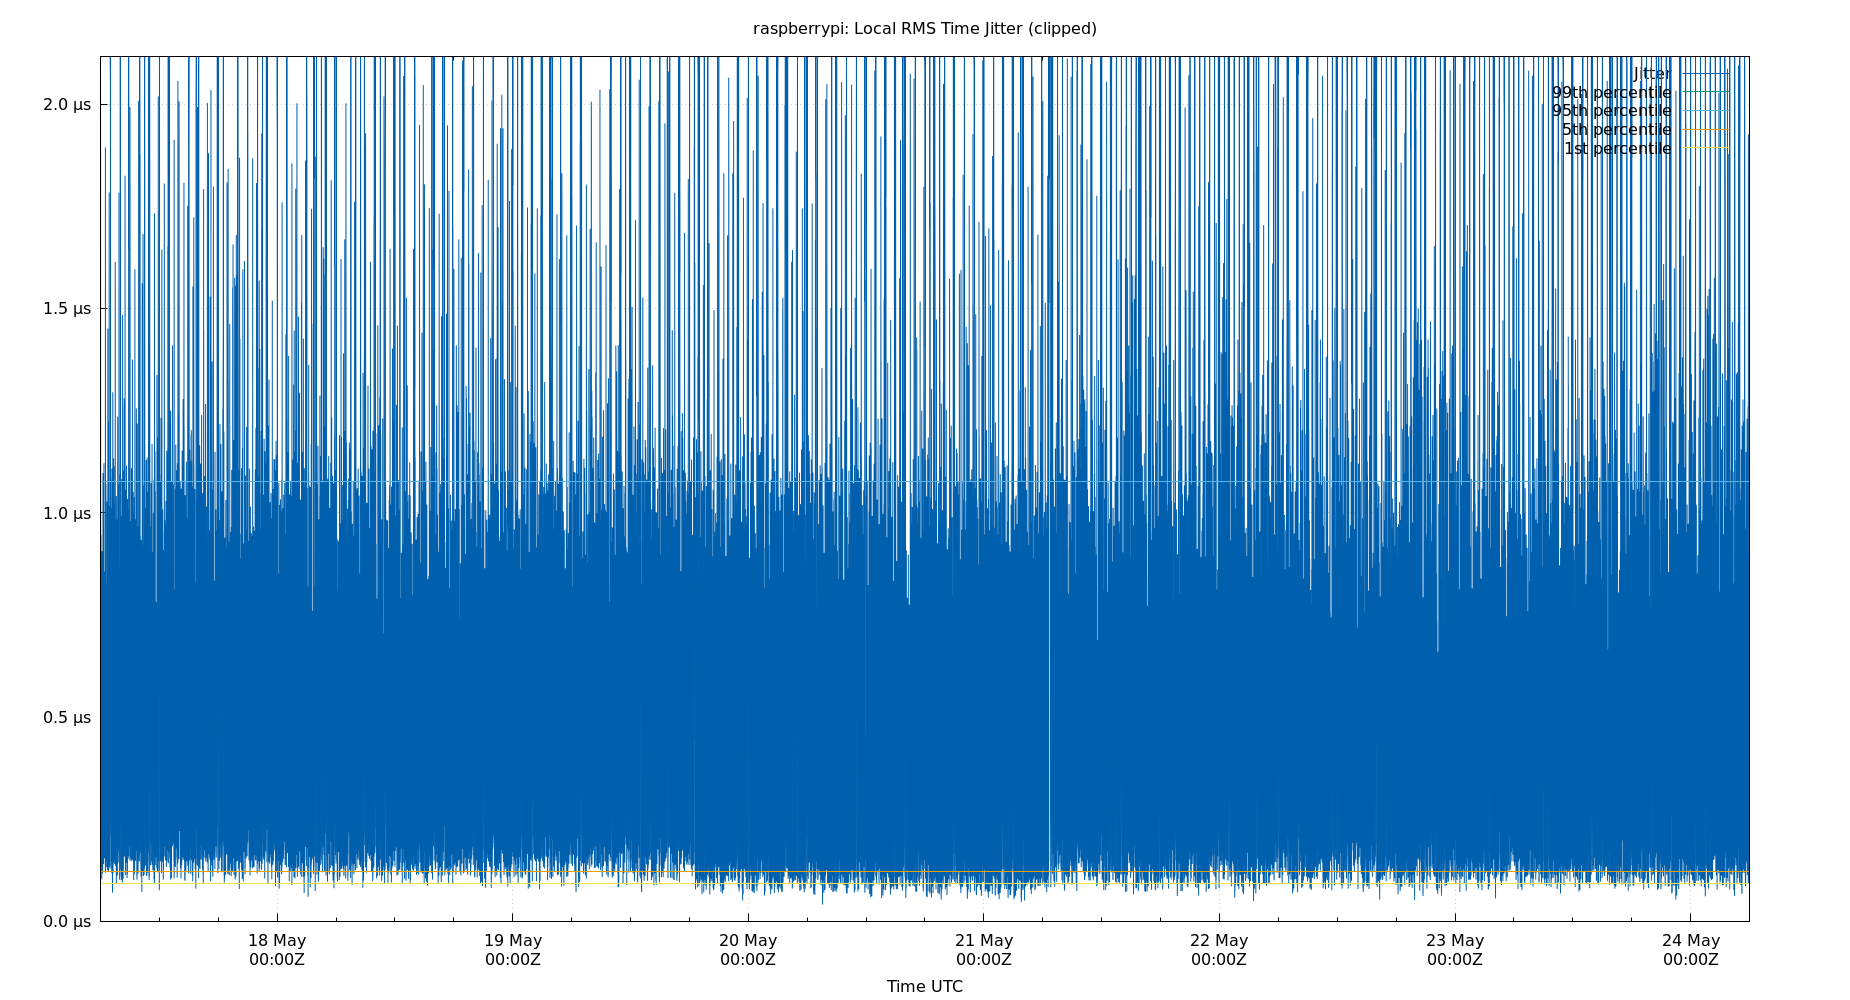 raspberrypi: Local RMS Time Jitter (clipped)
Jitter
99th percentile
95th percentile
5th percentile
1st percentile
2.0 µs
1.5 µs
1.0 µs
0.5 µs
0.0 µs
18 May
00:00Z
19 May
00:00Z
20 May
00:00Z
21 May
00:00Z
22 May
00:00Z
23 May
00:00Z
24 May
00:00Z
Time UTC